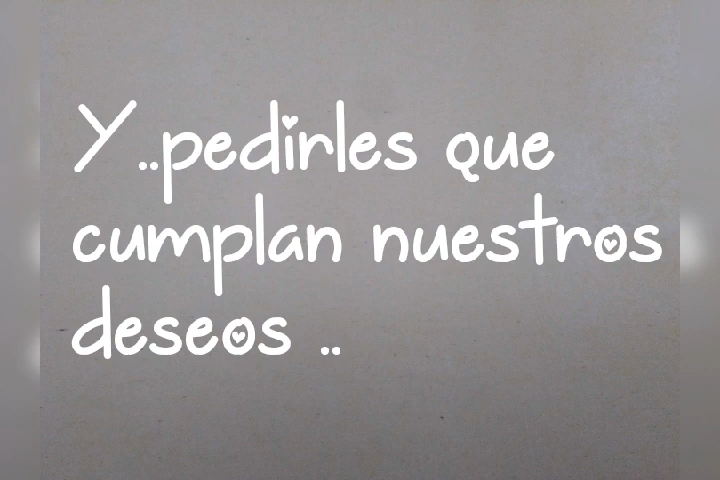 Y ..pedirles que
cumplan nuestros
deseos ..